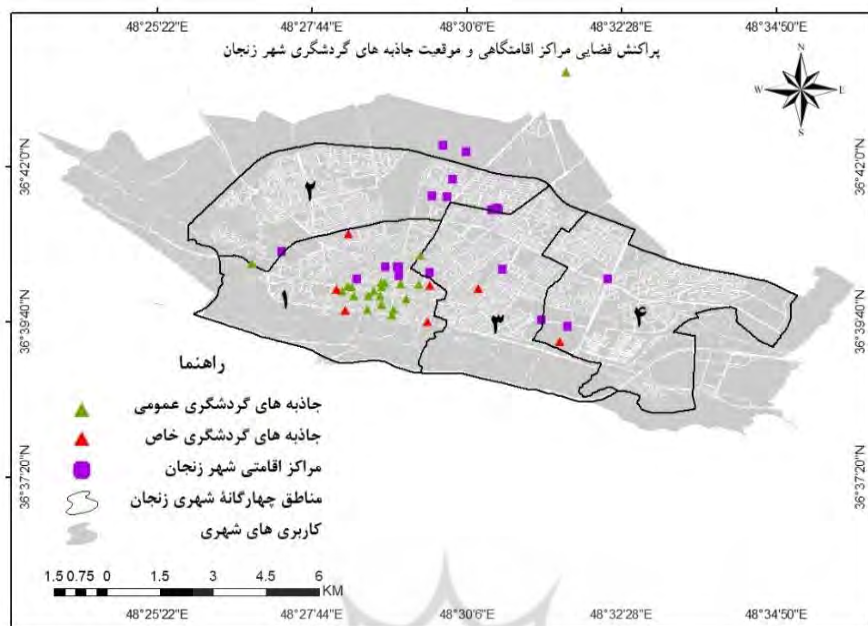 48°25'22"E 48°27'44"E 48°30'6"E 48°32'28"E 48°34'50"E
پراکنش فضایی مراکز اقامتگاهی و موقعیت جاذبه های گردشگری شهر زنجان
N
W E
S
36°42'0"N 36°42'0"N
۲
۱
۳
۴
36°39'40"N 36°39'40"N
راهنما
جاذبه های گردشگری عمومی
جاذبه های گردشگری خاص
مراکز اقامتی شهر زنجان
مناطق چهارگانهٔ شهری زنجان
کاربری های شهری
36°37'20"N 36°37'20"N
1.5 0.75 0 1.5 3 4.5 6
KM
48°25'22"E 48°27'44"E 48°30'6"E 48°32'28"E 48°34'50"E